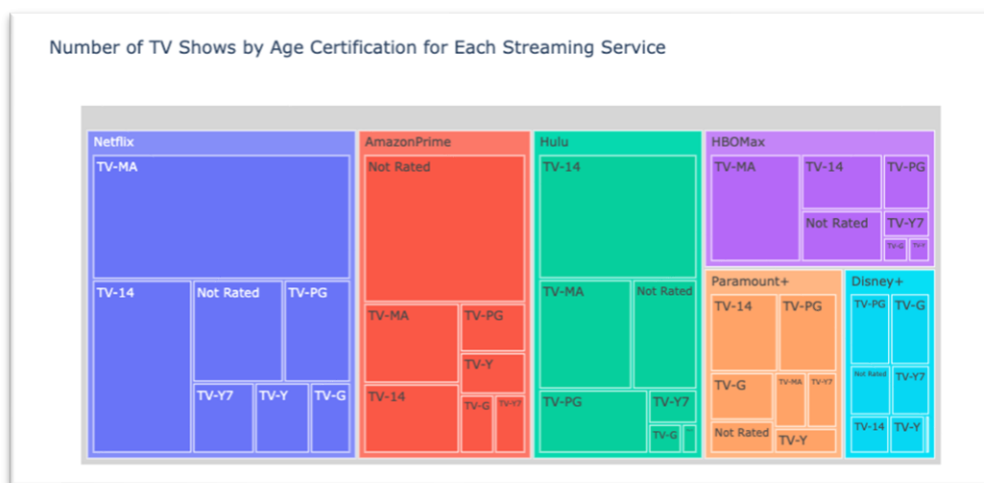 Number of TV Shows by Age Certification for Each Streaming Service
Netflix
TV-MA
TV-14
Not Rated
TV-PG
TV-Y7
TV-Y
TV-G
AmazonPrime
Not Rated
TV-MA
TV-PG
TV-Y
TV-14
TV-G
TV-Y7
Hulu
TV-14
TV-MA
Not Rated
TV-PG
TV-Y7
TV-G
HBOMax
TV-MA
TV-14
TV-PG
Not Rated
TV-Y7
TV-G
TV-Y
Paramount+
TV-14
TV-PG
TV-G
TV-MA
TV-Y7
Not Rated
TV-Y
Disney+
TV-PG
TV-G
Not Rated
TV-Y7
TV-14
TV-Y